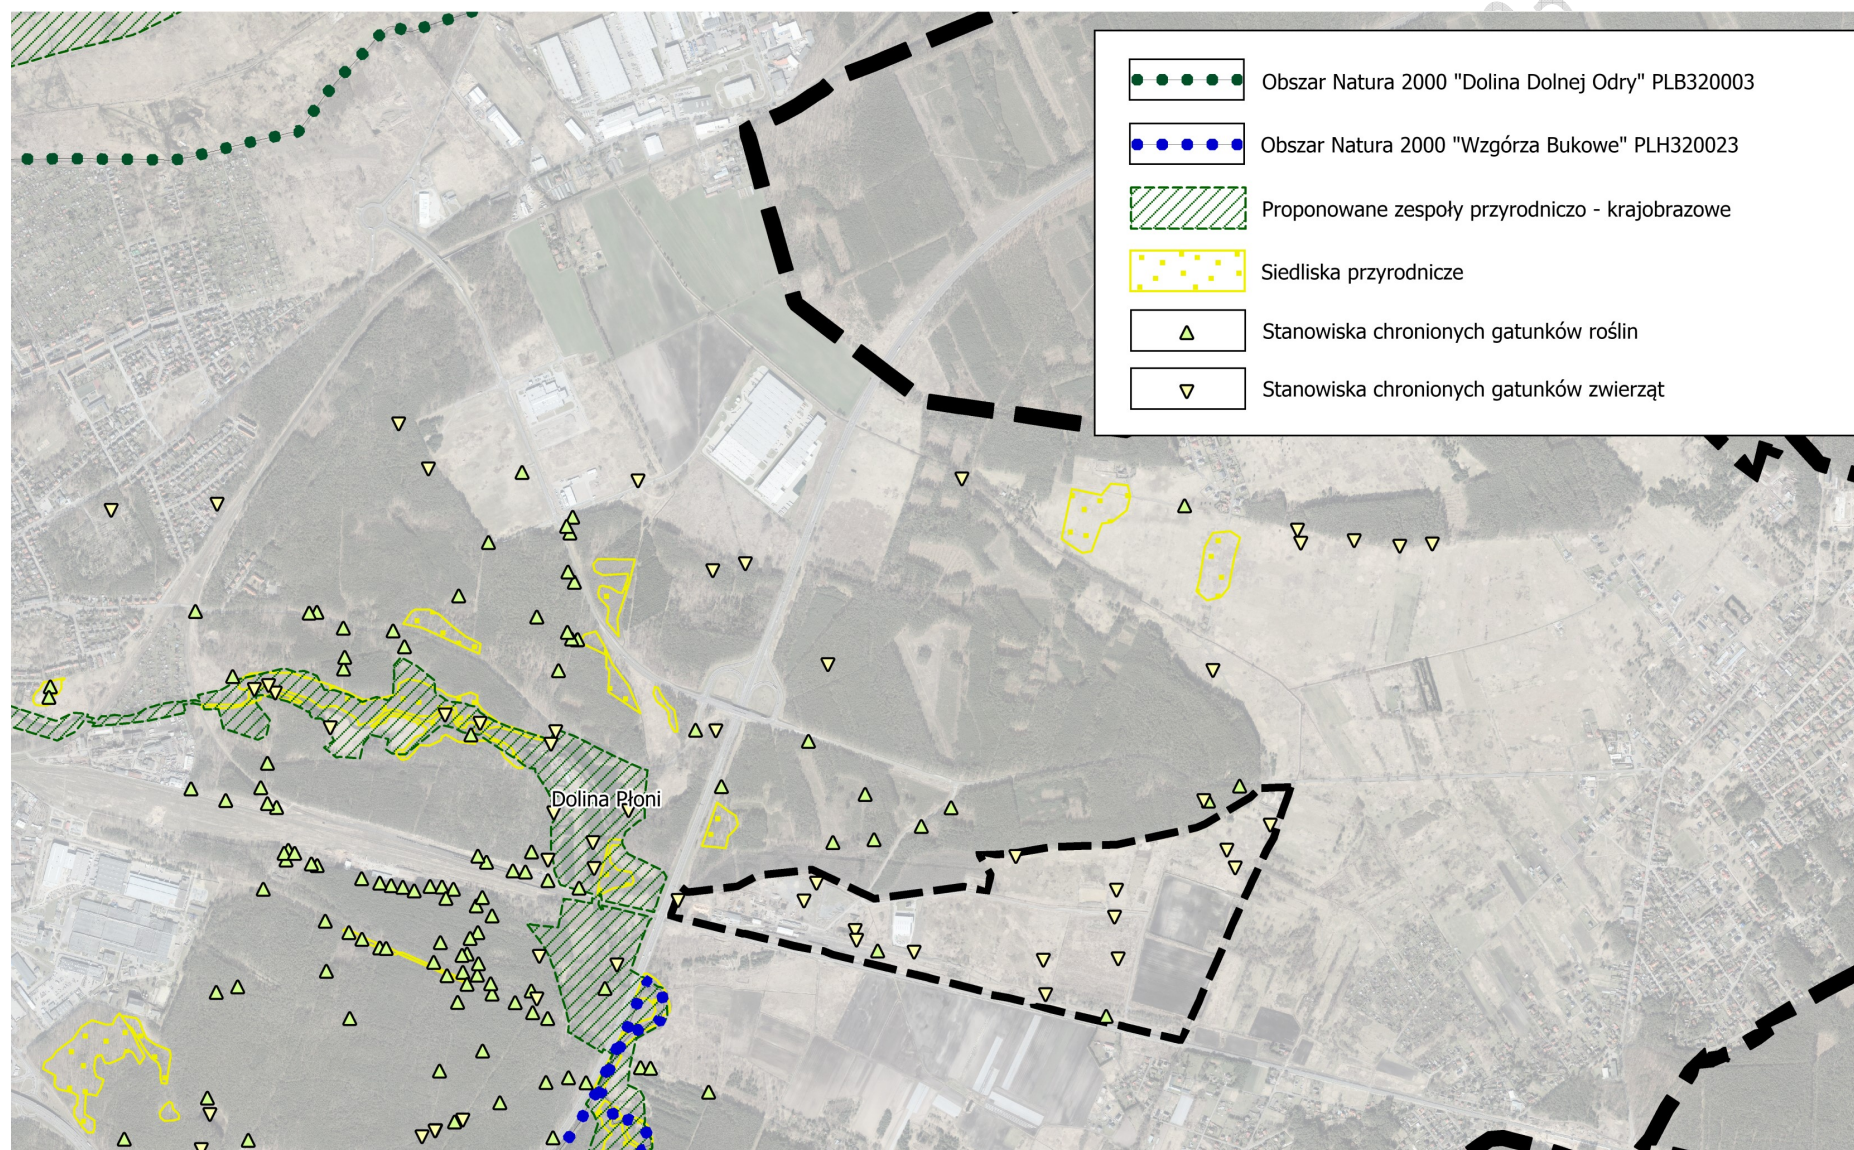 Obszar Natura 2000 "Dolina Dolnej Odry" PLB320003
Obszar Natura 2000 "Wzgórza Bukowe" PLH320023
Proponowane zespoły przyrodniczo - krajobrazowe
Siedliska przyrodnicze
Stanowiska chronionych gatunków roślin
Stanowiska chronionych gatunków zwierząt
Dolina Płoni